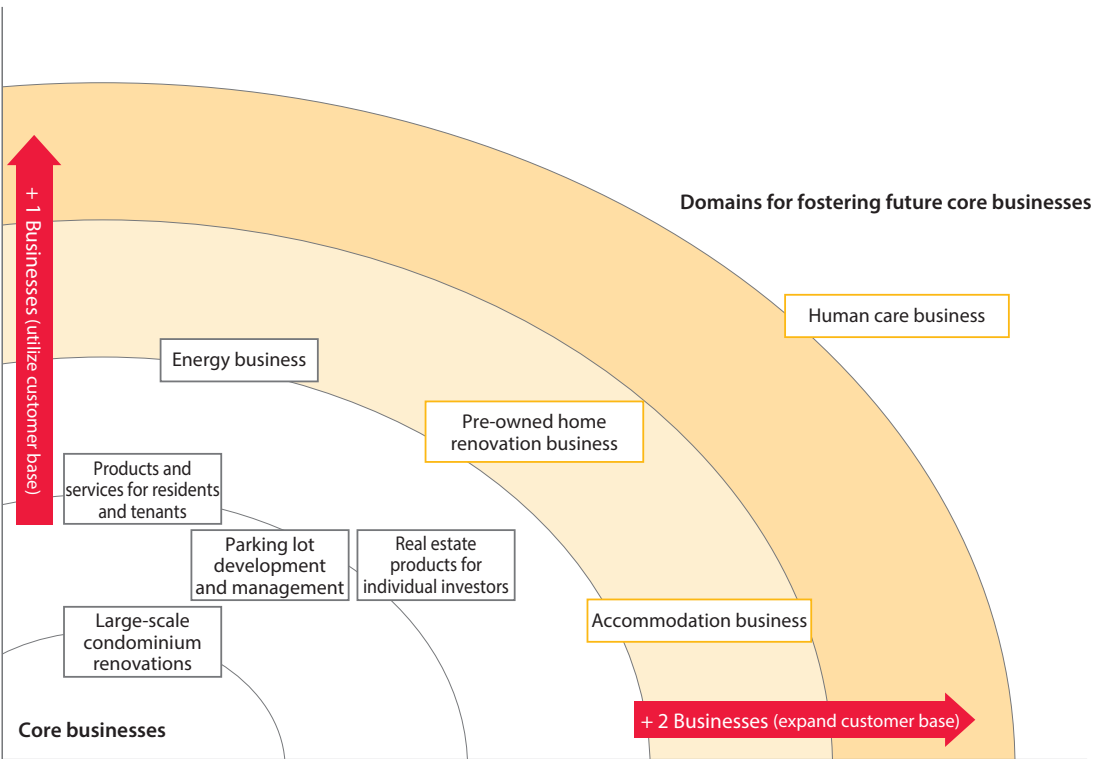 Domains for fostering future core businesses
+ 1 Businesses (utilize customer base)
Human care business
Energy business
Pre-owned home
renovation business
Products and
services for residents
and tenants
Parking lot
development
and management
Real estate
products for
individual investors
Large-scale
condominium
renovations
Accommodation business
+ 2 Businesses (expand customer base)
Core businesses